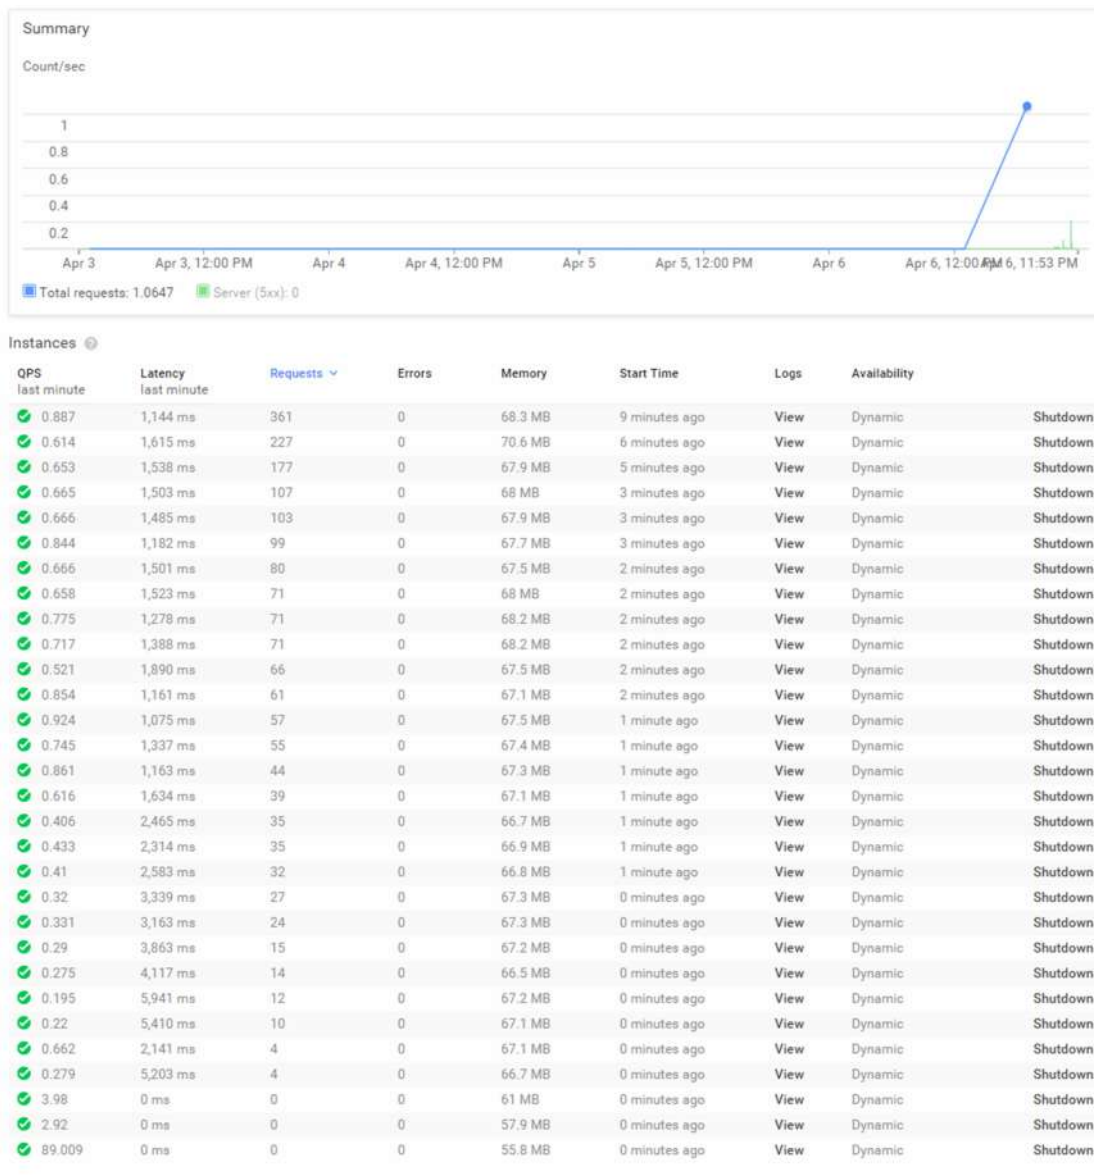 Summary
Count/sec
1
0.8
0.6
0.4
0.2
Apr 3 Apr 3, 12:00 PM Apr 4 Apr 4, 12:00 PM Apr 5 Apr 5, 12:00 PM Apr 6 Apr 6, 12:00 Apr 6, 11:53 PM
Total requests: 1.0647 Server (5xx): 0
Instances ?
QPS Latency Requests Errors Memory Start Time Logs Availability
last minute last minute
0.887 1,144 ms 361 0 68.3 MB 9 minutes ago View Dynamic Shutdown
0.614 1,615 ms 227 0 70.6 MB 6 minutes ago View Dynamic Shutdown
0.653 1,538 ms 177 0 67.9 MB 5 minutes ago View Dynamic Shutdown
0.665 1,503 ms 107 0 68 MB 3 minutes ago View Dynamic Shutdown
0.666 1,485 ms 103 0 67.9 MB 3 minutes ago View Dynamic Shutdown
0.844 1,182 ms 99 0 67.7 MB 3 minutes ago View Dynamic Shutdown
0.666 1,501 ms 80 0 67.5 MB 2 minutes ago View Dynamic Shutdown
0.658 1,523 ms 71 0 68 MB 2 minutes ago View Dynamic Shutdown
0.775 1,278 ms 71 0 68.2 MB 2 minutes ago View Dynamic Shutdown
0.717 1,388 ms 71 0 68.2 MB 2 minutes ago View Dynamic Shutdown
0.521 1,890 ms 66 0 67.5 MB 2 minutes ago View Dynamic Shutdown
0.854 1,161 ms 61 0 67.1 MB 2 minutes ago View Dynamic Shutdown
0.924 1,075 ms 57 0 67.5 MB 1 minute ago View Dynamic Shutdown
0.745 1,337 ms 55 0 67.4 MB 1 minute ago View Dynamic Shutdown
0.861 1,163 ms 44 0 67.3 MB 1 minute ago View Dynamic Shutdown
0.616 1,634 ms 39 0 67.1 MB 1 minute ago View Dynamic Shutdown
0.406 2,465 ms 35 0 66.7 MB 1 minute ago View Dynamic Shutdown
0.433 2,314 ms 35 0 66.9 MB 1 minute ago View Dynamic Shutdown
0.41 2,583 ms 32 0 66.8 MB 1 minute ago View Dynamic Shutdown
0.32 3,339 ms 27 0 67.3 MB 0 minutes ago View Dynamic Shutdown
0.331 3,163 ms 24 0 67.3 MB 0 minutes ago View Dynamic Shutdown
0.29 3,863 ms 15 0 67.2 MB 0 minutes ago View Dynamic Shutdown
0.275 4,117 ms 14 0 66.5 MB 0 minutes ago View Dynamic Shutdown
0.195 5,941 ms 12 0 67.2 MB 0 minutes ago View Dynamic Shutdown
0.22 5,410 ms 10 0 67.1 MB 0 minutes ago View Dynamic Shutdown
0.662 2,141 ms 4 0 67.1 MB 0 minutes ago View Dynamic Shutdown
0.279 5,203 ms 4 0 66.7 MB 0 minutes ago View Dynamic Shutdown
3.98 0 ms 0 0 61 MB 0 minutes ago View Dynamic Shutdown
2.92 0 ms 0 0 57.9 MB 0 minutes ago View Dynamic Shutdown
89.009 0 ms 0 0 55.8 MB 0 minutes ago View Dynamic Shutdown